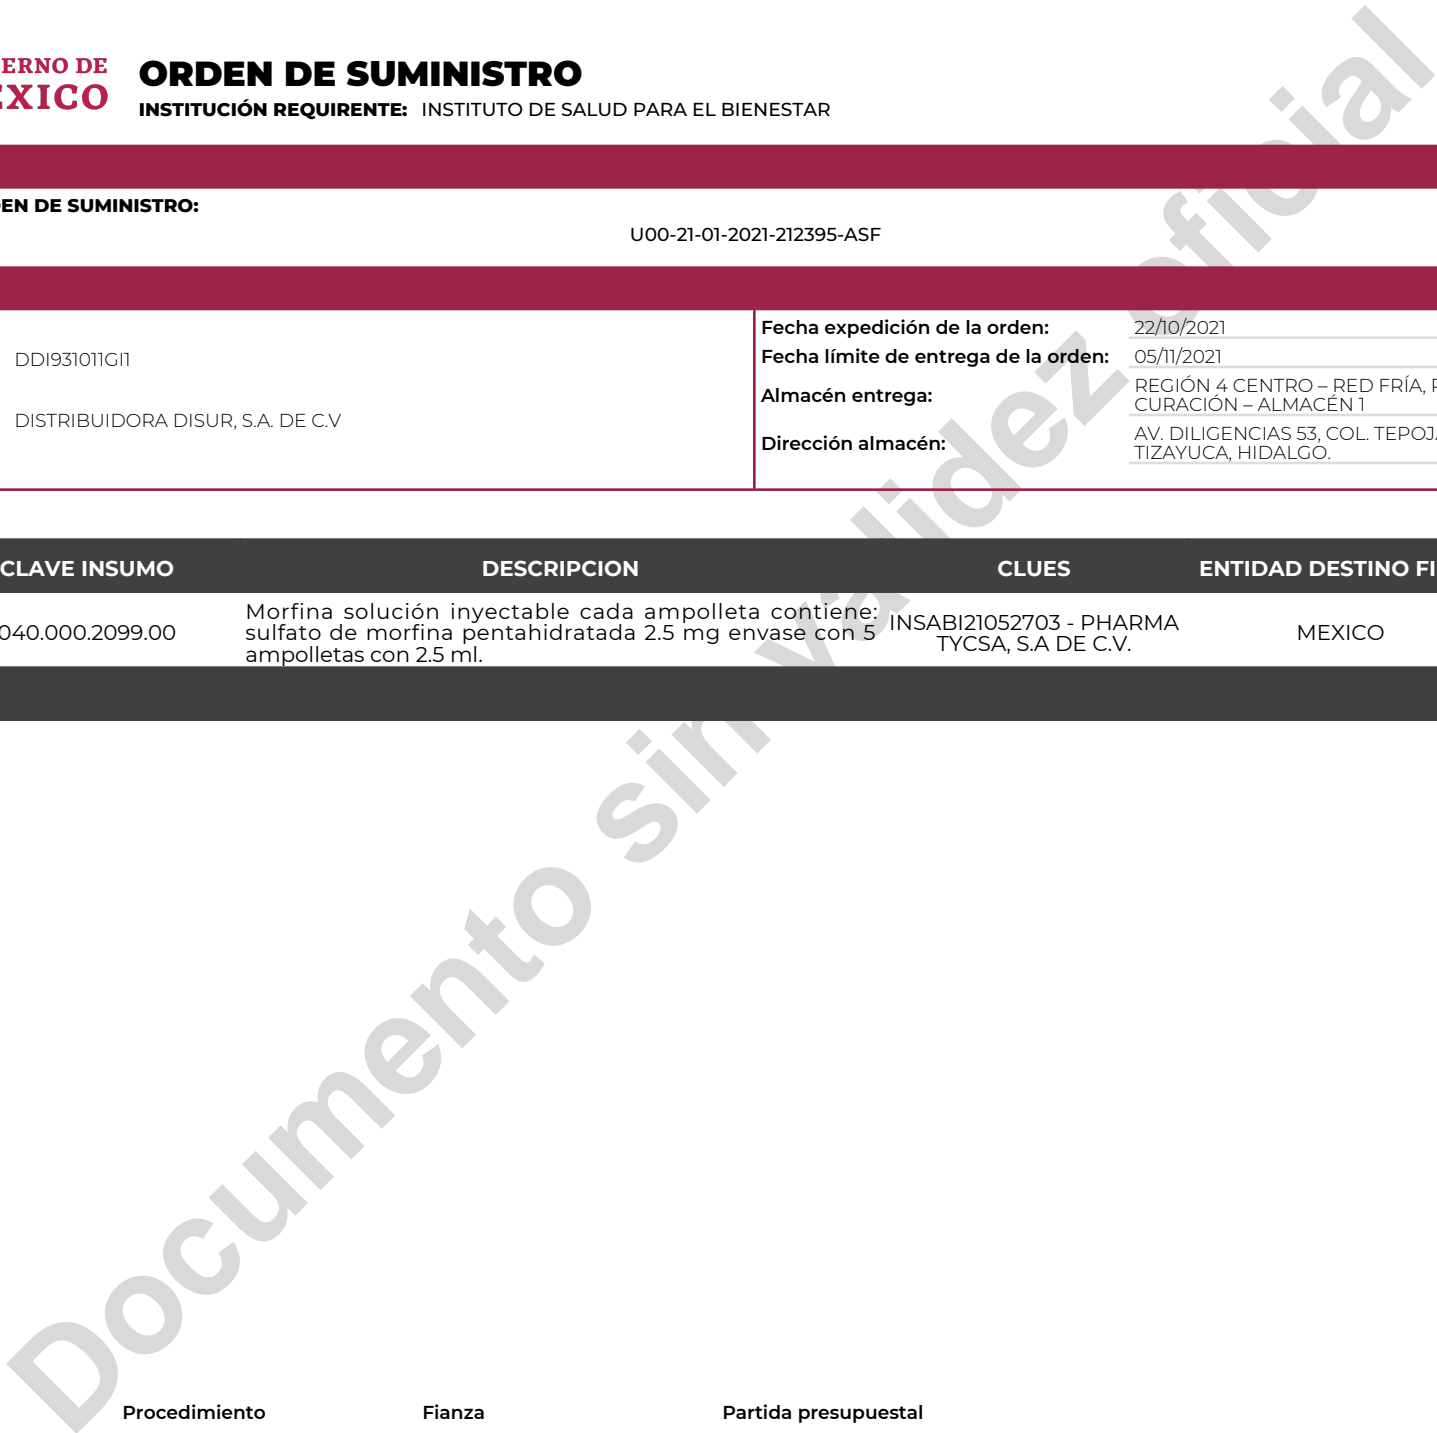 ERNO DE
EXICO
ORDEN DE SUMINISTRO
INSTITUCIÓN REQUIRENTE: INSTITUTO DE SALUD PARA EL BIENESTAR
EN DE SUMINISTRO:
U00-21-01-2021-212395-ASF
DDI931011GI1
DISTRIBUIDORA DISUR, S.A. DE C.V
Fecha expedición de la orden: 22/10/2021
Fecha límite de entrega de la orden: 05/11/2021
Almacén entrega: REGIÓN 4 CENTRO – RED FRÍA,
CURACIÓN – ALMACÉN 1
Dirección almacén: AV. DILIGENCIAS 53, COL. TEPOJ
TIZAYUCA, HIDALGO.
CLAVE INSUMO DESCRIPCION CLUES ENTIDAD DESTINO FI
040.000.2099.00
Morfina solución inyectable cada ampolleta contiene:
sulfato de morfina pentahidratada 2.5 mg envase con 5
ampolletas con 2.5 ml.
INSABI21052703 - PHARMA
TYCSA, S.A DE C.V.
MEXICO
Documento sin validez oficial
Procedimiento Fianza Partida presupuestal